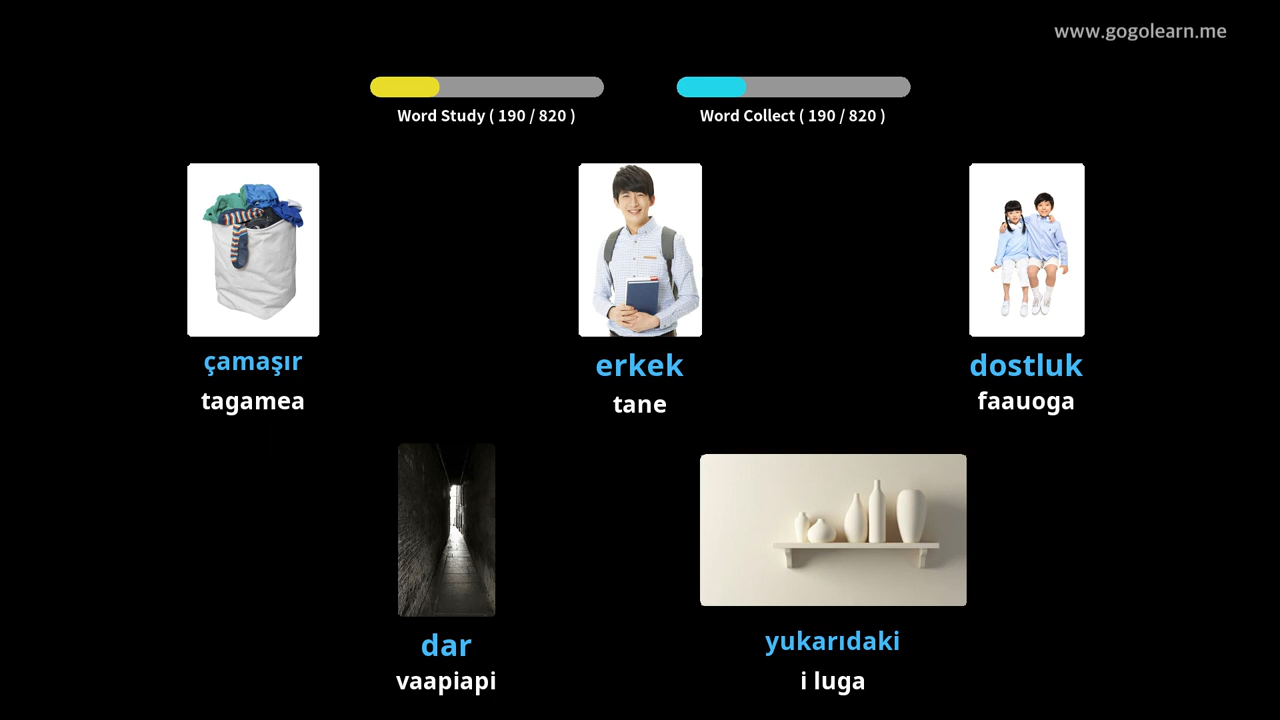 www.gogolearn.me
Word Study ( 190 / 820 )
Word Collect ( 190 / 820 )
çamaşır
tagamea
erkek
tane
dostluk
faauoga
dar
vaapiapi
yukarıdaki
i luga